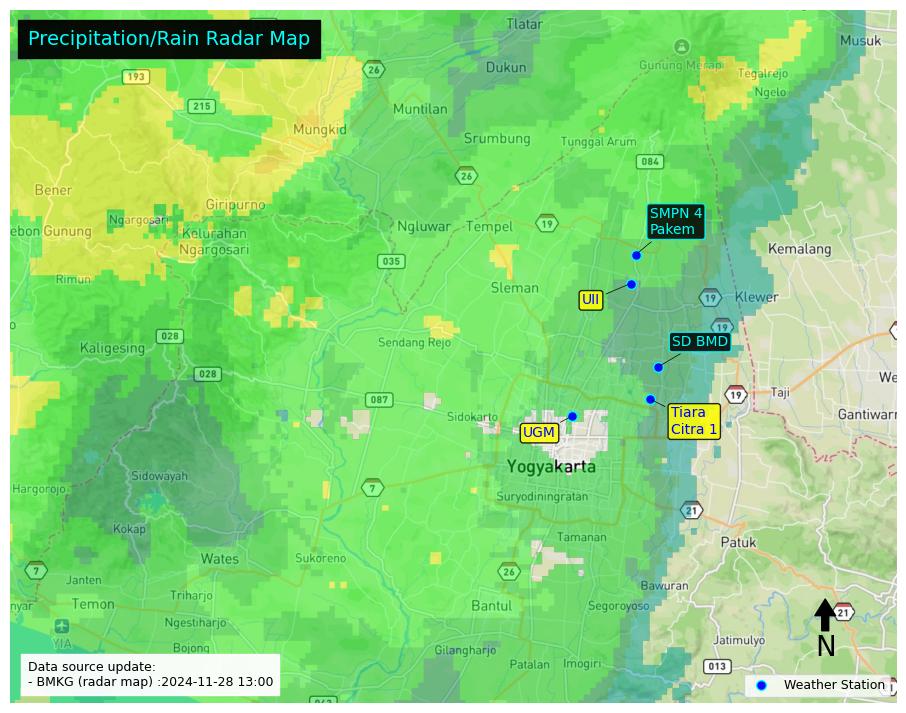 Precipitation/Rain Radar Map
Tlatar
Musuk
Dukun
Gunung Merapi
Tegalrejo
Ngelo
26
193
215
Muntilan
Mungkid
Srumbung
Tunggal Arum
084
26
Bener
Giripurno
Ngargosari
Gunung
Kelurahan
Ngargosari
Ngluwar
Tempel
19
SMPN 4
Pakem
Kemalang
035
Rimun
Sleman
UII
19
Klewer
19
028
Kaligesing
Sendang Rejo
SD BMD
028
087
Sidokarto
19
Taji
Tiara
Citra 1
Gantiwarn
UGM
Yogyakarta
Sidowayah
Hargorojo
7
Suryodiningratan
21
Kokap
Tamanan
Patuk
Wates
Sukoreno
7
Janten
26
Bawuran
Triharjo
Temon
Bantul
Segoroyoso
21
Ngestiharjo
YIA
Bojong
Jatimulyo
N
Gilangharjo
Patalan
Imogiri
013
Data source update:
- BMKG (radar map) :2024-11-28 13:00
Weather Station